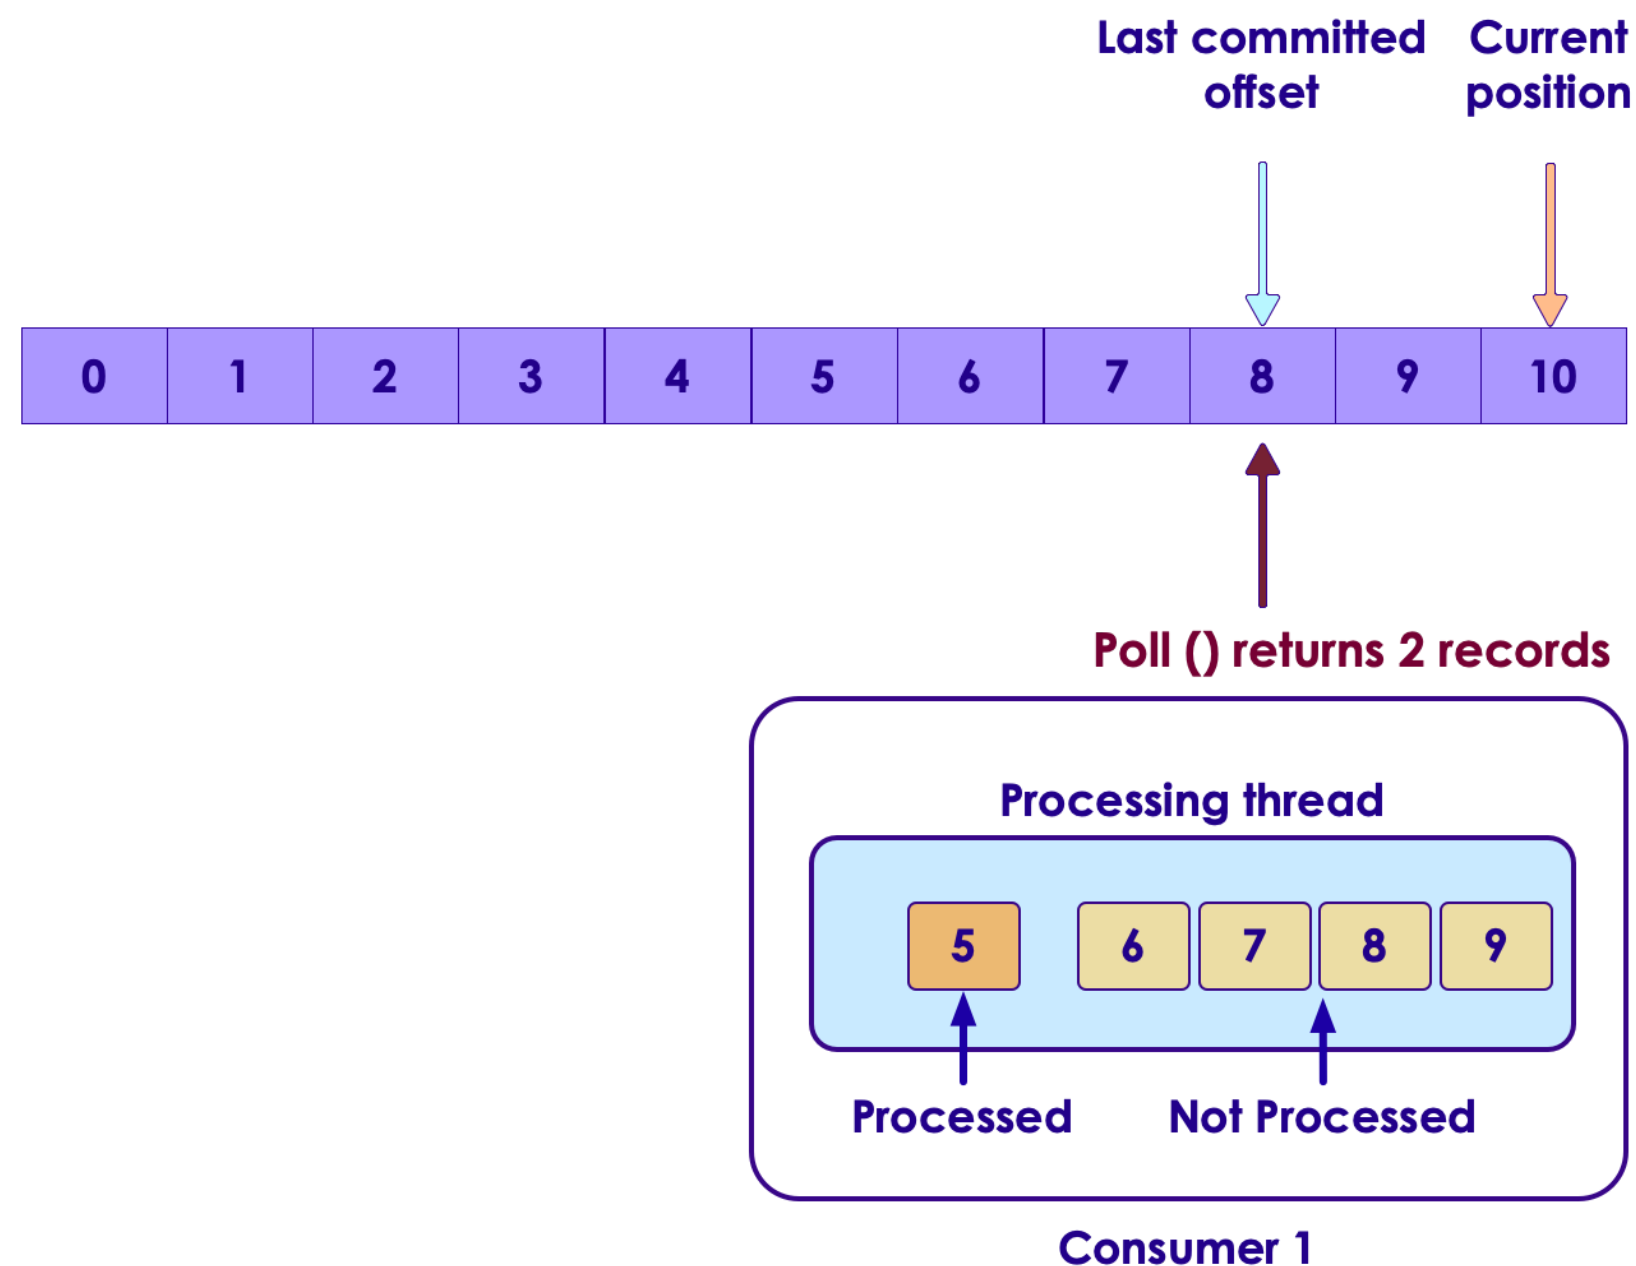 Last committed
offset
Current
position
0 1 2 3 4 5 6 7 8 9 10
Poll () returns 2 records
Processing thread
5 6 7 8 9
Processed Not Processed
Consumer 1